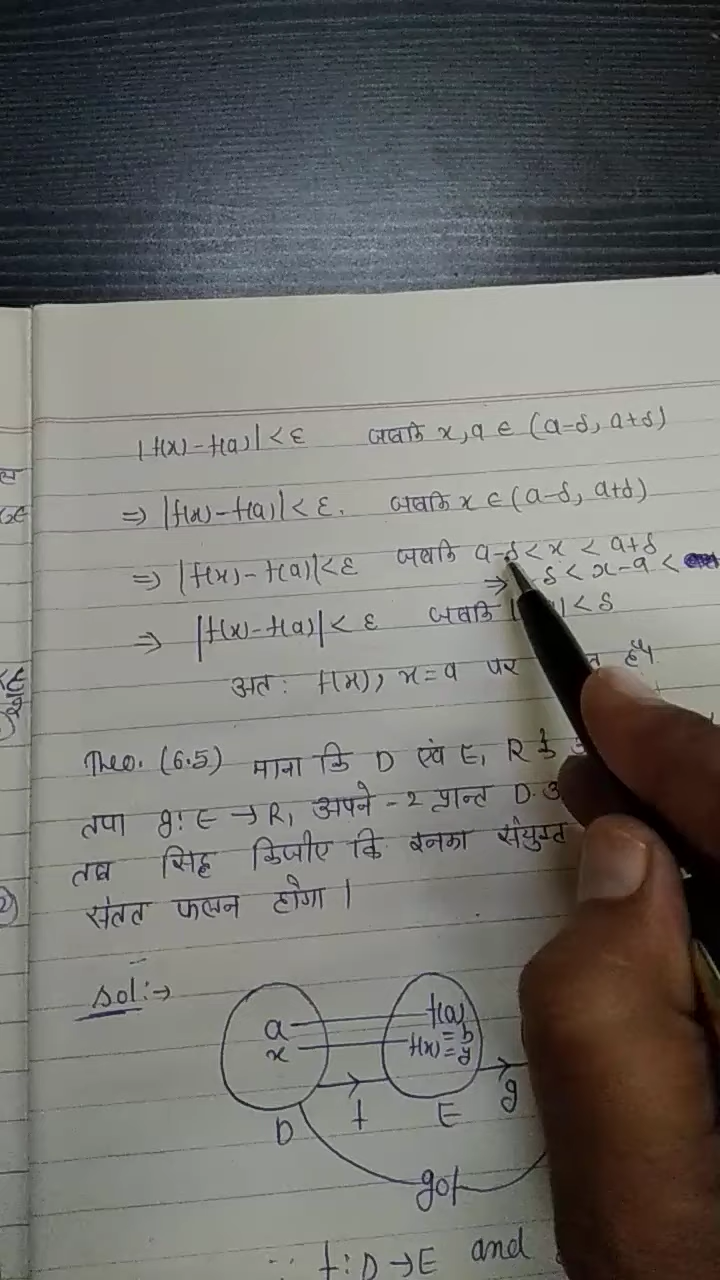 |f(x)-f(a)|<ε जबकि x,a ∈ (a-δ, a+δ)
⇒ |f(x)-f(a)|<ε. जबकि x ∈ (a-δ, a+δ)
⇒ |f(x)-f(a)|<ε जबकि a-δ < x < a+δ
⇒ δ < x-a <
⇒ |f(x)-f(a)| < ε जबकि | | < δ
अतः f(x), x=a पर है।
Theo. (6.5) माना कि D एवं E, R के
तथा g: E → R, अपने -2 प्रान्त D
तब सिद्ध किजीए कि इनका संयुक्त
संतत फलन होगा।
Sol:→
a f(a)
= b
x f(x) = y
f g
D E
gof
∵ f: D → E and